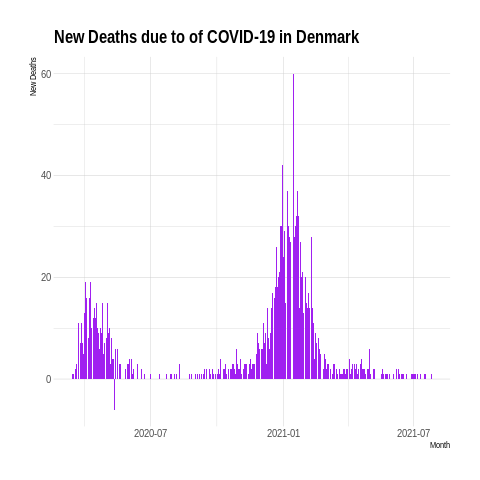 New Deaths due to of COVID-19 in Denmark
New Deaths
60
40
20
0
2020-07
2021-01
2021-07
Month